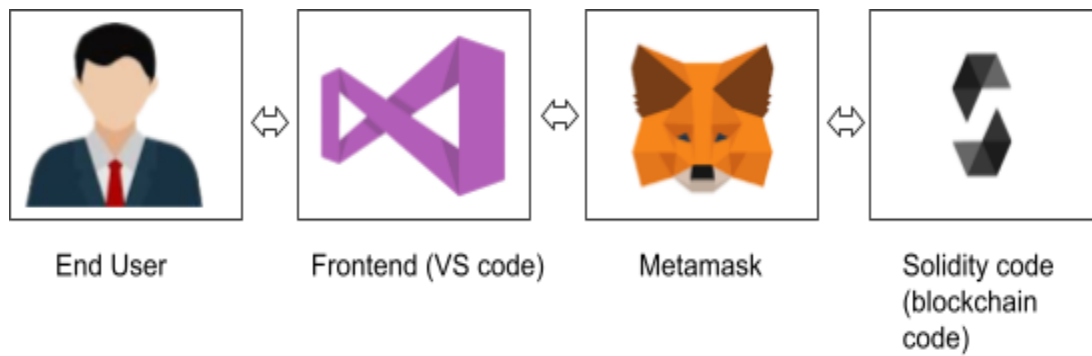 End User
Frontend (VS code)
Metamask
Solidity code
(blockchain
code)